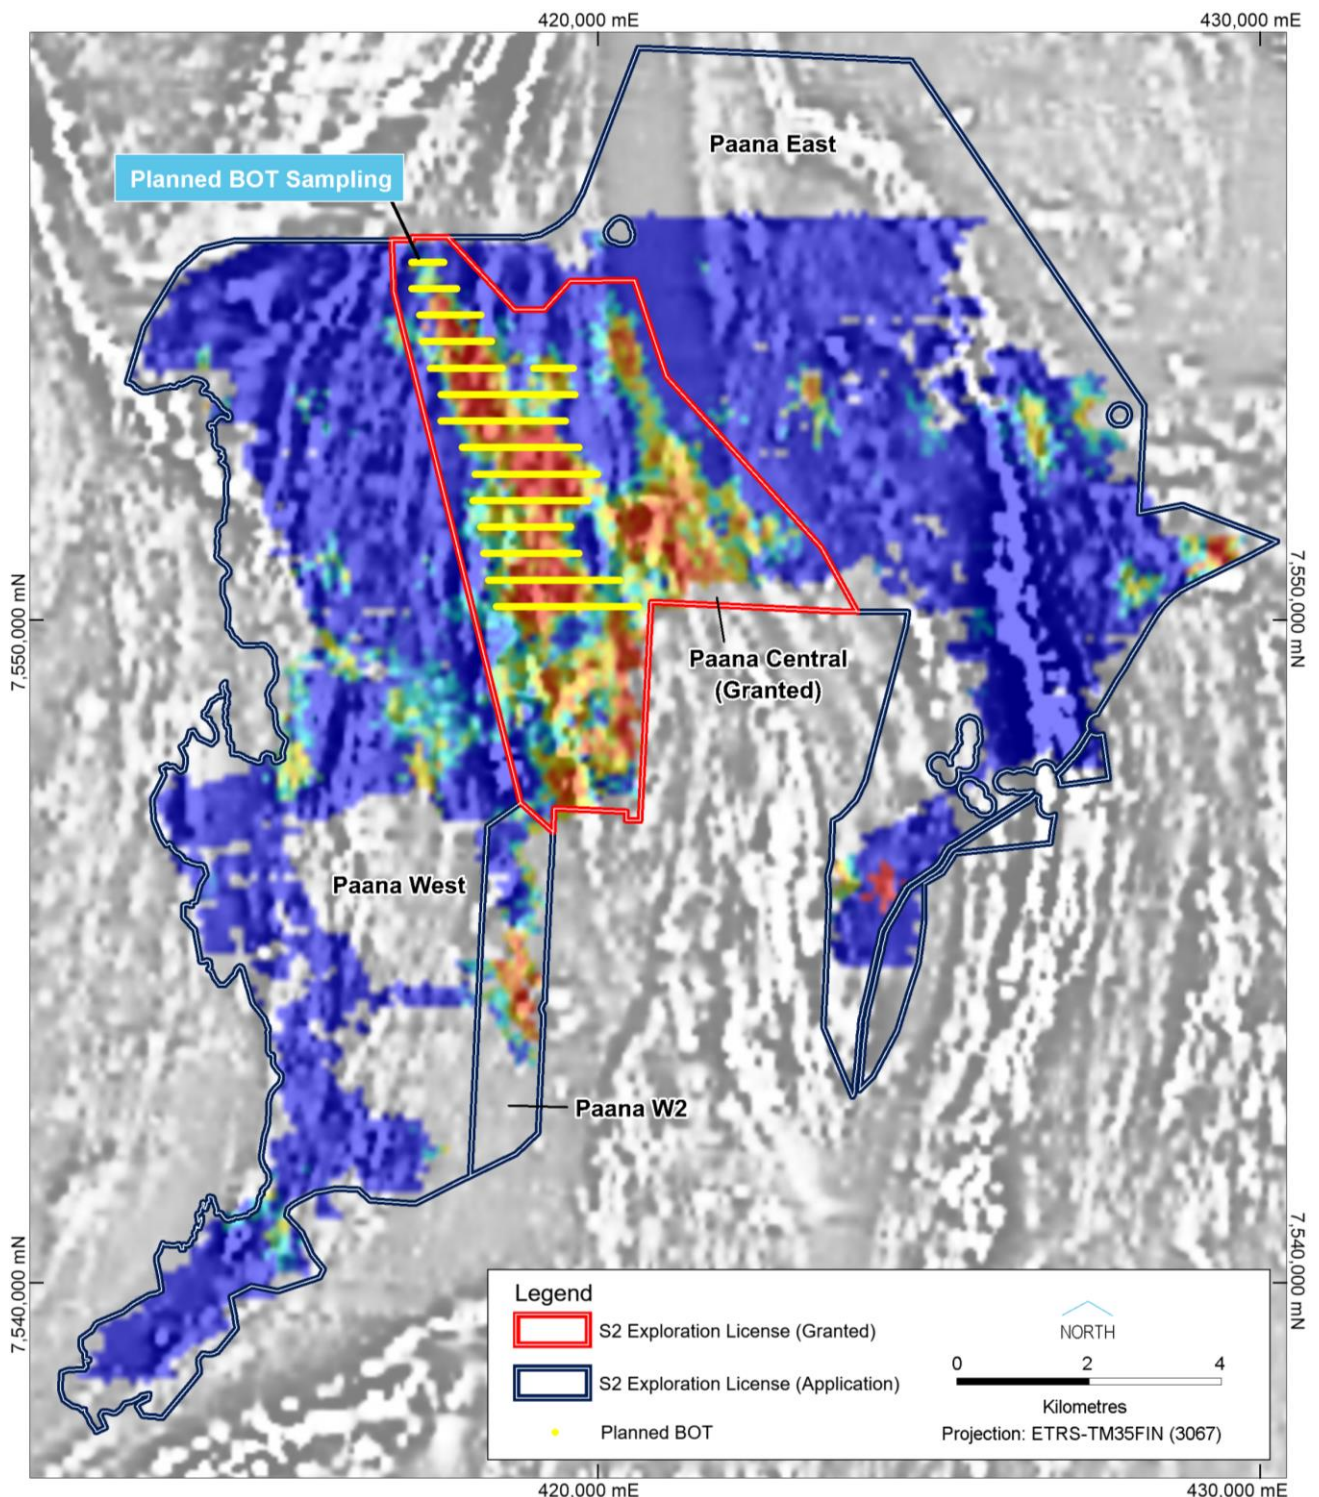 420,000 mE
430,000 mE
Paana East
Planned BOT Sampling
7,550,000 mN
7,550,000 mN
Paana Central
(Granted)
Paana West
Paana W2
7,540,000 mN
7,540,000 mN
Legend
S2 Exploration License (Granted)
S2 Exploration License (Application)
Planned BOT
NORTH
0 2 4
Kilometres
Projection: ETRS-TM35FIN (3067)
420,000 mE
430,000 mE